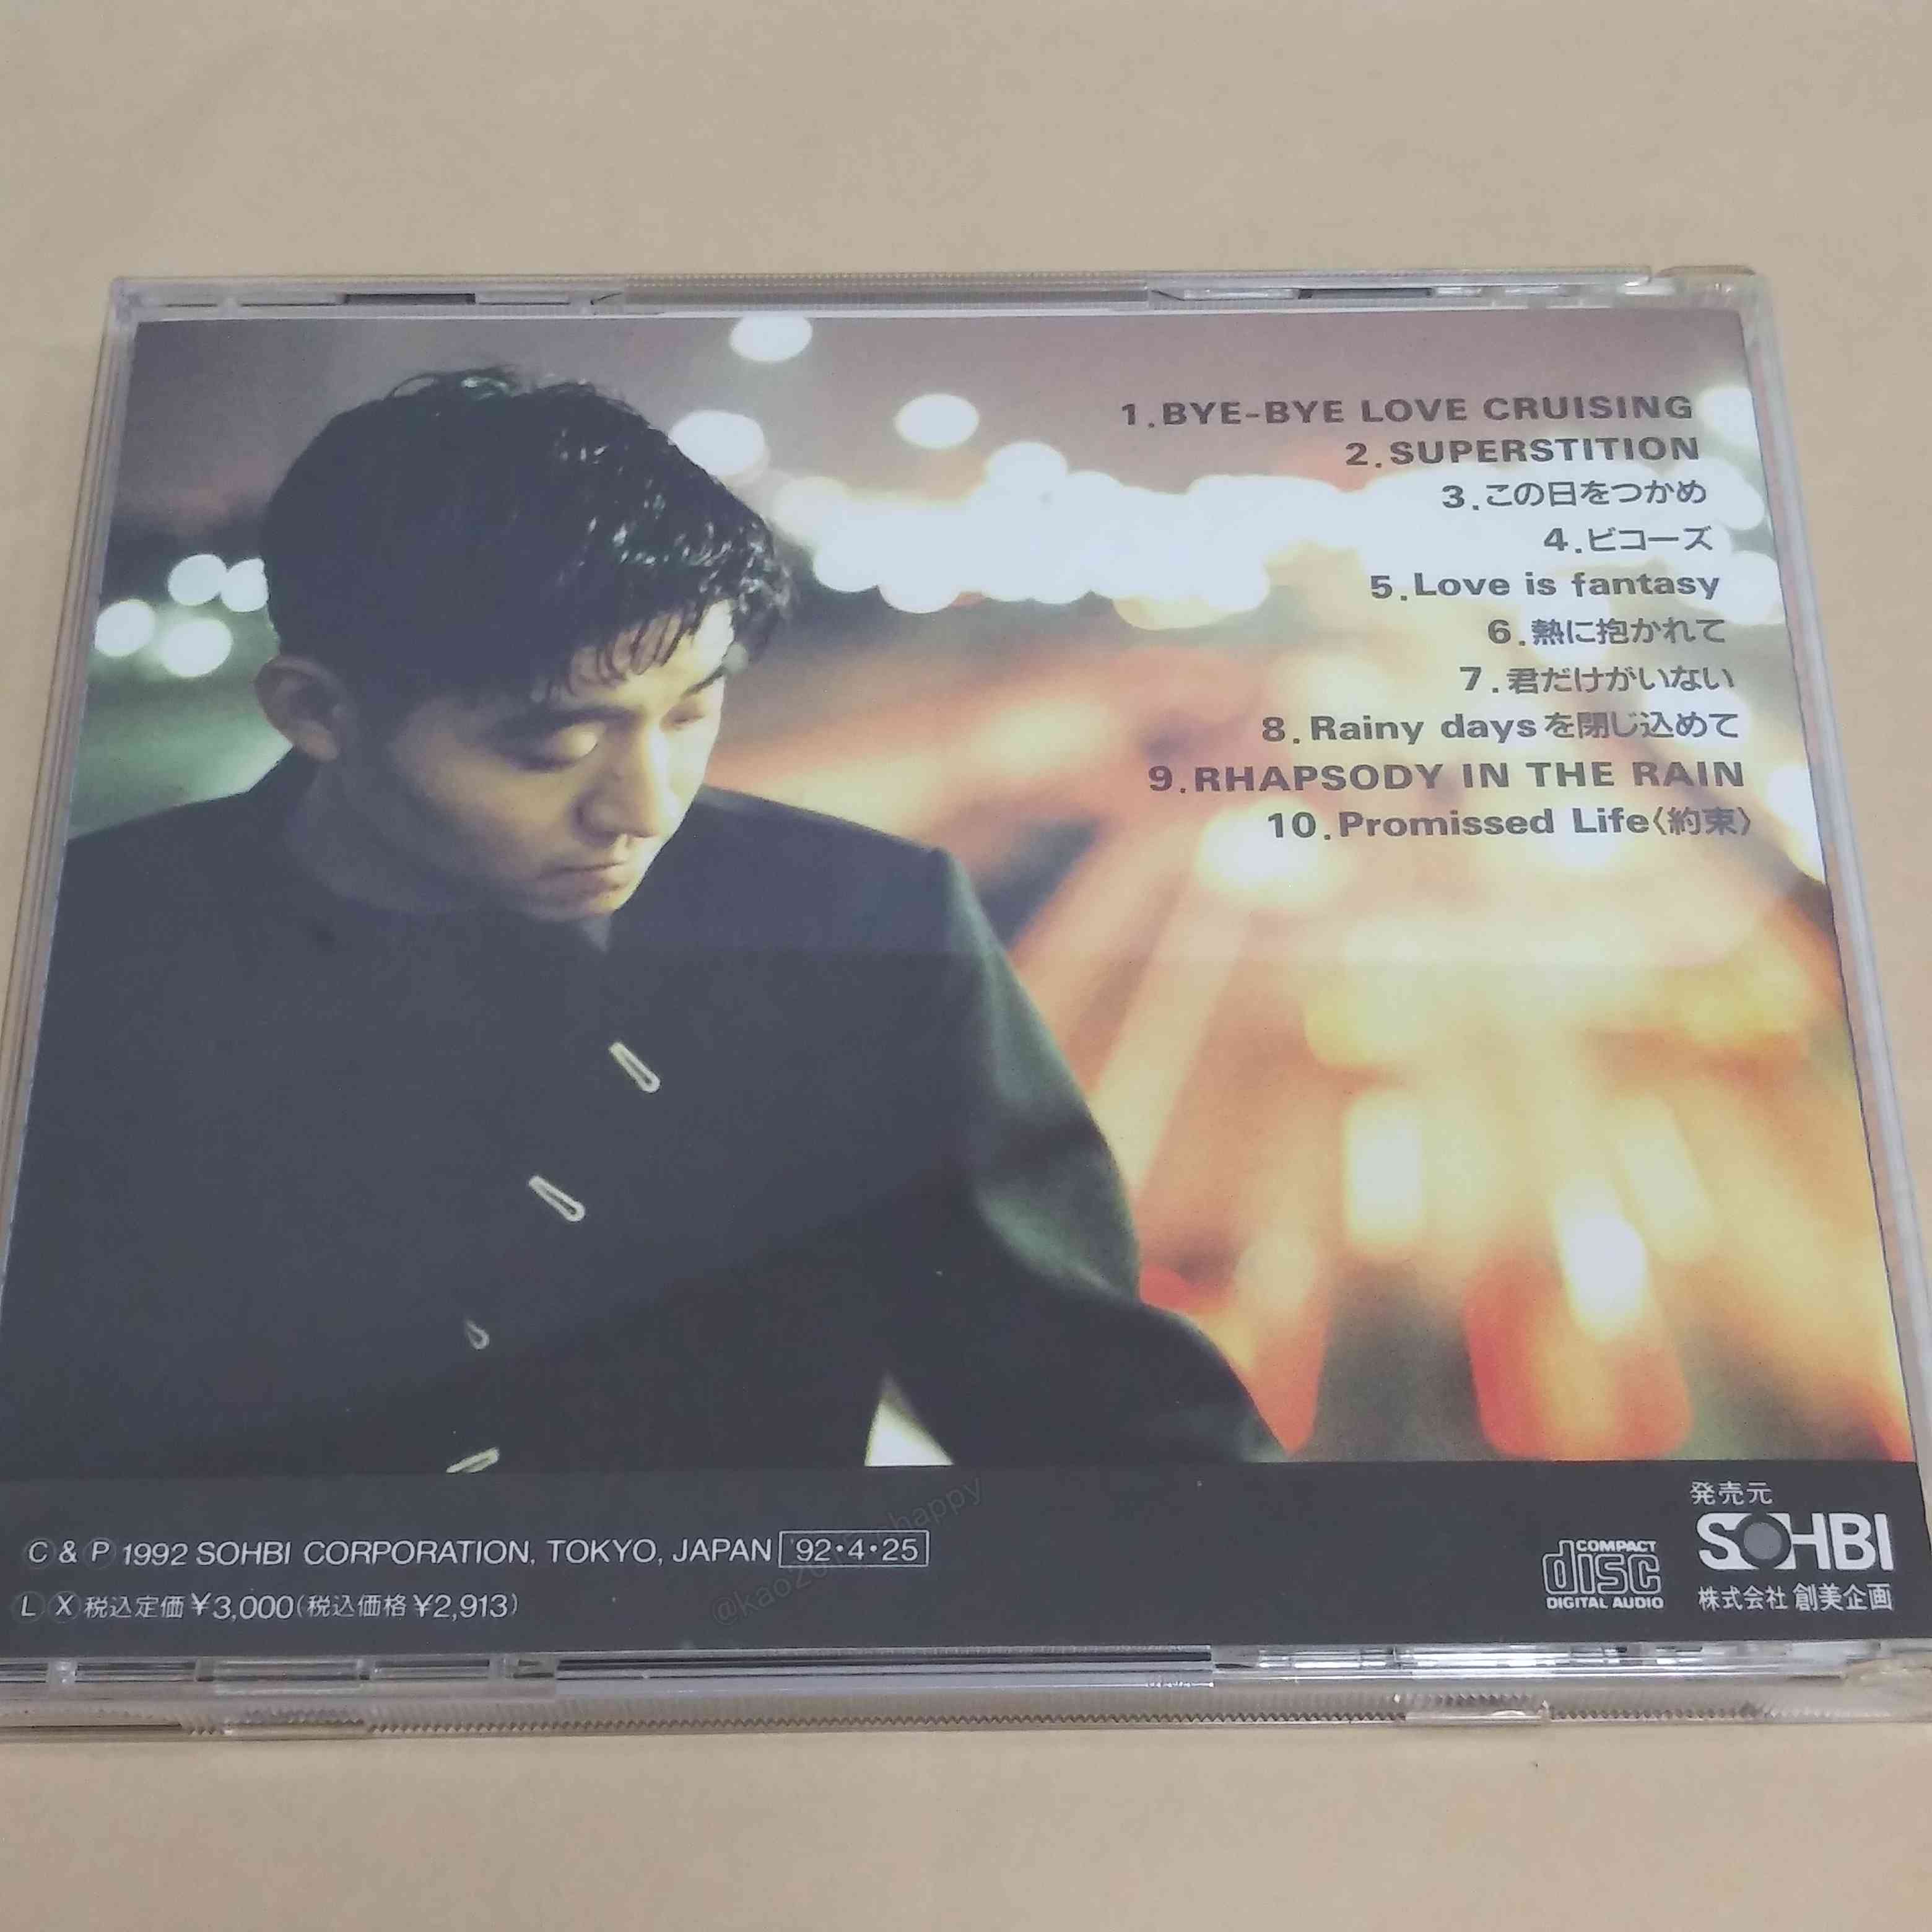 1.BYE-BYE LOVE CRUISING
2.SUPERSTITION
3.この日をつかめ
4.ビコーズ
5.Love is fantasy
6.熱に抱かれて
7.君だけがいない
8.Rainy daysを閉じ込めて
9.RHAPSODY IN THE RAIN
10.Promissed Life〈約束〉
Ⓒ & Ⓟ 1992 SOHBI CORPORATION, TOKYO, JAPAN '92・4・25
Ⓛ Ⓧ 税込定価¥3,000(税込価格¥2,913)
COMPACT
disc
DIGITAL AUDIO
発売元
SOHBI
株式会社 創美企画